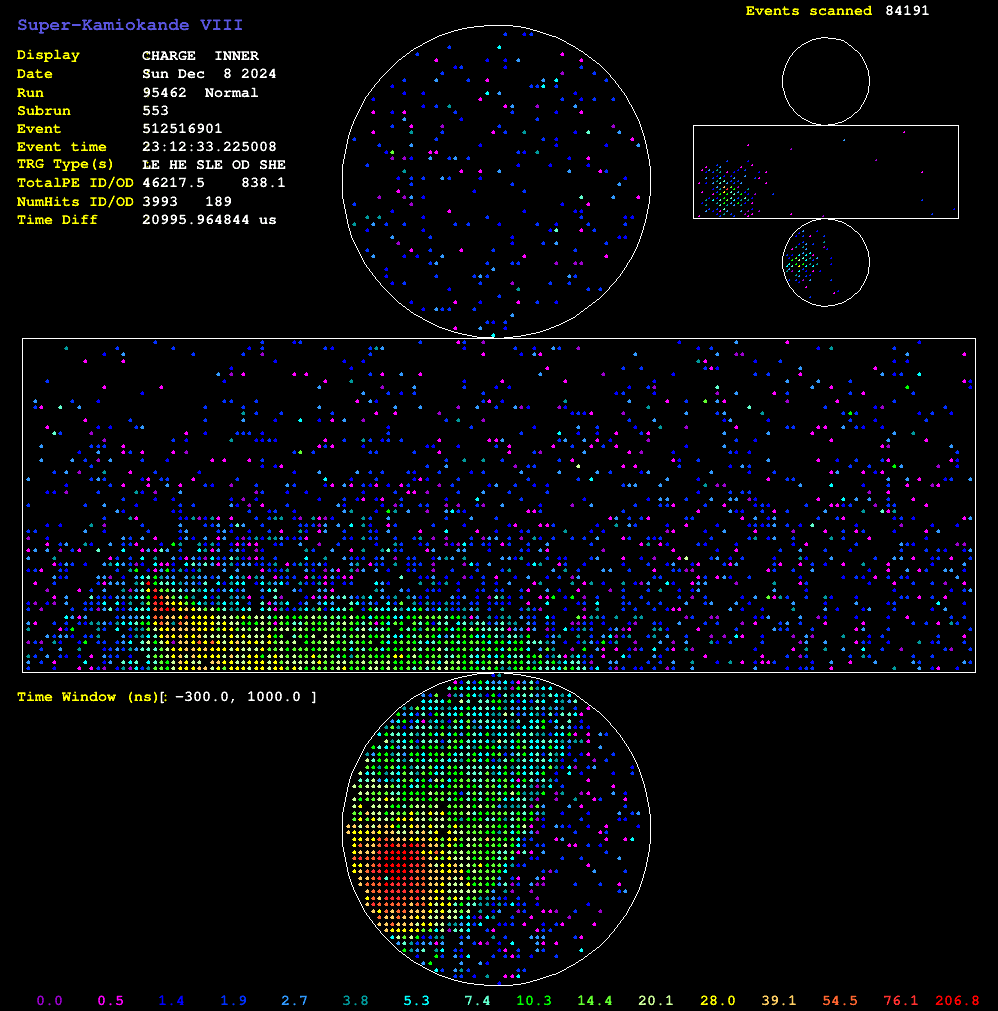 Super-Kamiokande VIII
Events scanned 84191
Display CHARGE INNER
Date Sun Dec 8 2024
Run 95462 Normal
Subrun 553
Event 512516901
Event time 23:12:33.225008
TRG Type(s) LE HE SLE OD SHE
TotalPE ID/OD 46217.5 838.1
NumHits ID/OD 3993 189
Time Diff 20995.964844 us
Time Window (ns)[: −300.0, 1000.0 ]
0.0 0.5 1.4 1.9 2.7 3.8 5.3 7.4 10.3 14.4 20.1 28.0 39.1 54.5 76.1 206.8